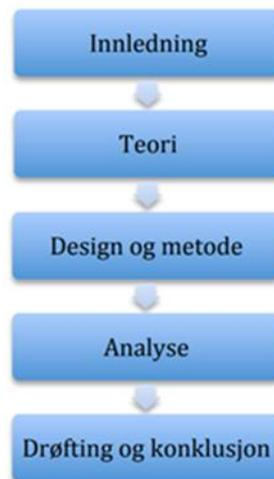 Innledning
Teori
Design og metode
Analyse
Drøfting og konklusjon